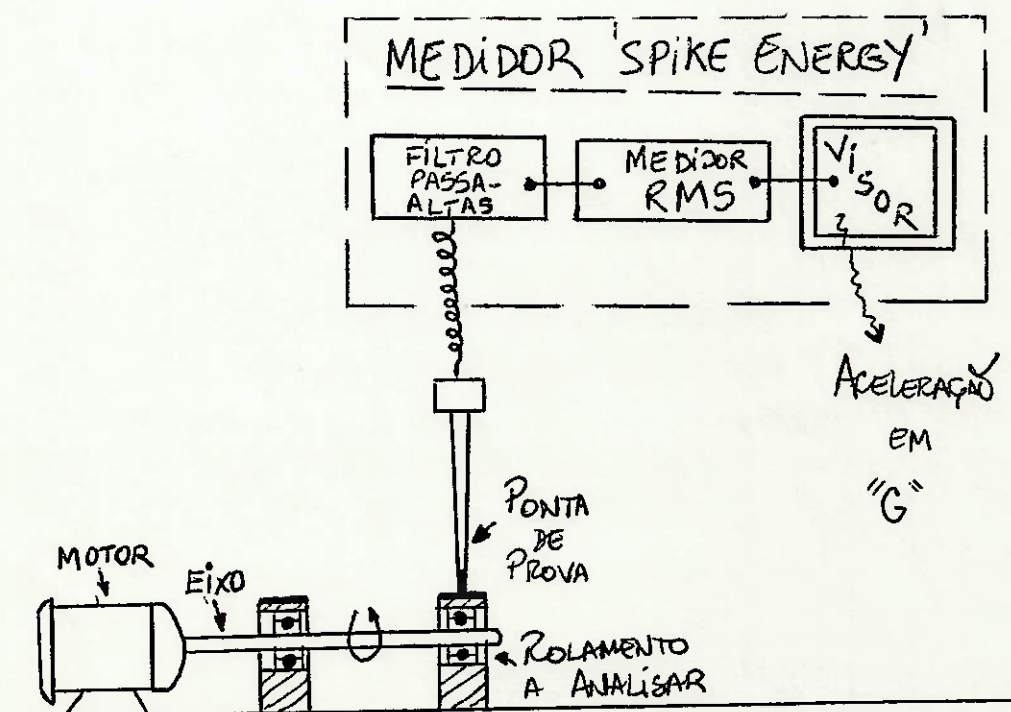 MEDIDOR 'SPIKE ENERGY'
FILTRO
PASSA-
ALTAS
MEDIDOR
RMS
VISOR
ACELERAÇÃO
EM
"G"
PONTA
DE
PROVA
MOTOR
EIXO
ROLAMENTO
A ANALISAR